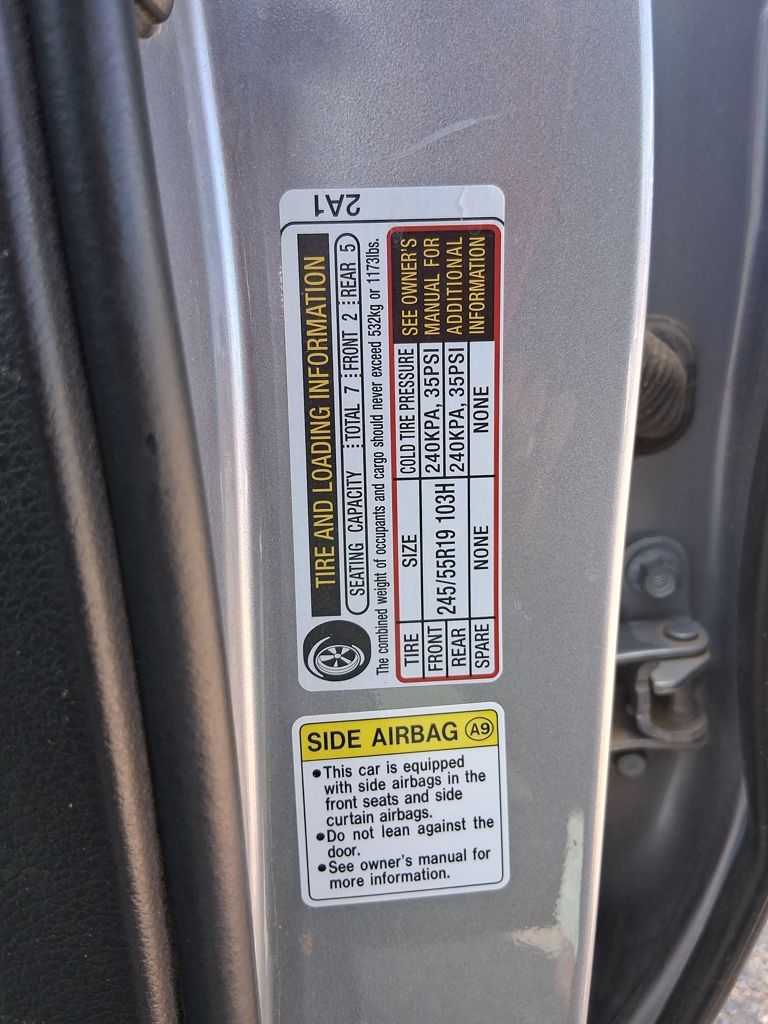 2A1
TIRE AND LOADING INFORMATION
SEATING CAPACITY TOTAL 7 FRONT 2 REAR 5
The combined weight of occupants and cargo should never exceed 532kg or 1173lbs.
TIRE SIZE COLD TIRE PRESSURE SEE OWNER'S
FRONT 245/55R19 103H 240KPA, 35PSI MANUAL FOR
REAR 240KPA, 35PSI ADDITIONAL
SPARE NONE NONE INFORMATION
SIDE AIRBAG A9
•This car is equipped
with side airbags in the
front seats and side
curtain airbags.
•Do not lean against the
door.
•See owner's manual for
more information.